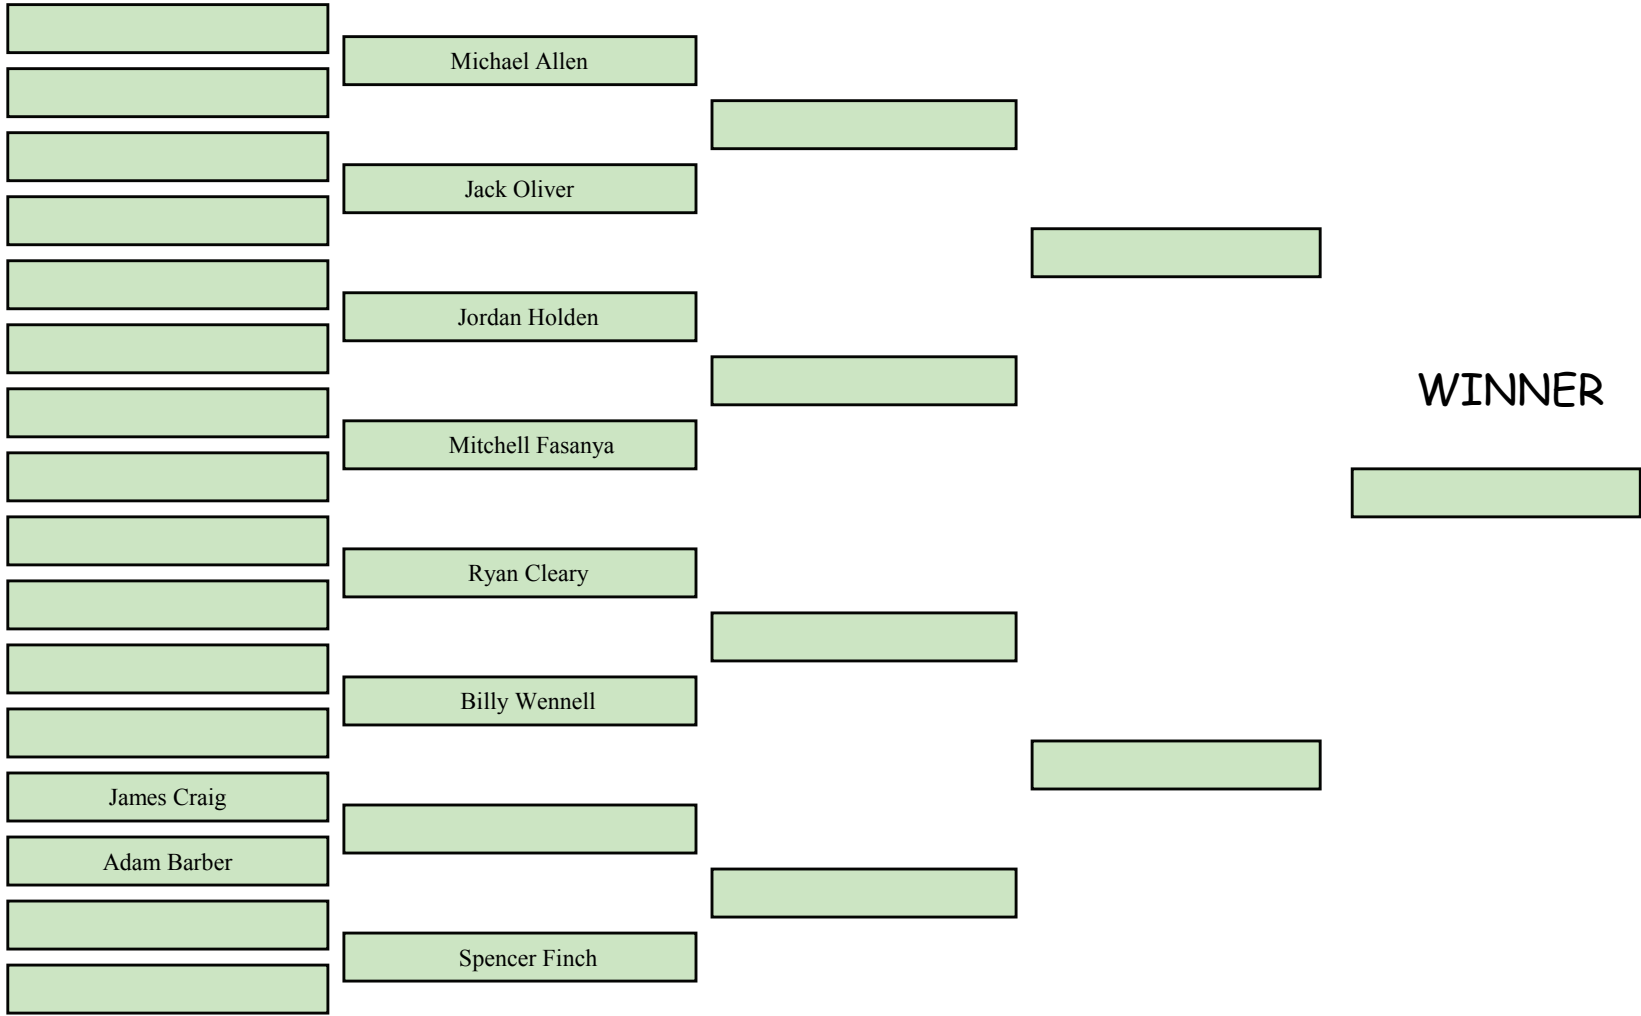 Michael Allen
Jack Oliver
Jordan Holden
WINNER
Mitchell Fasanya
Ryan Cleary
Billy Wennell
James Craig
Adam Barber
Spencer Finch